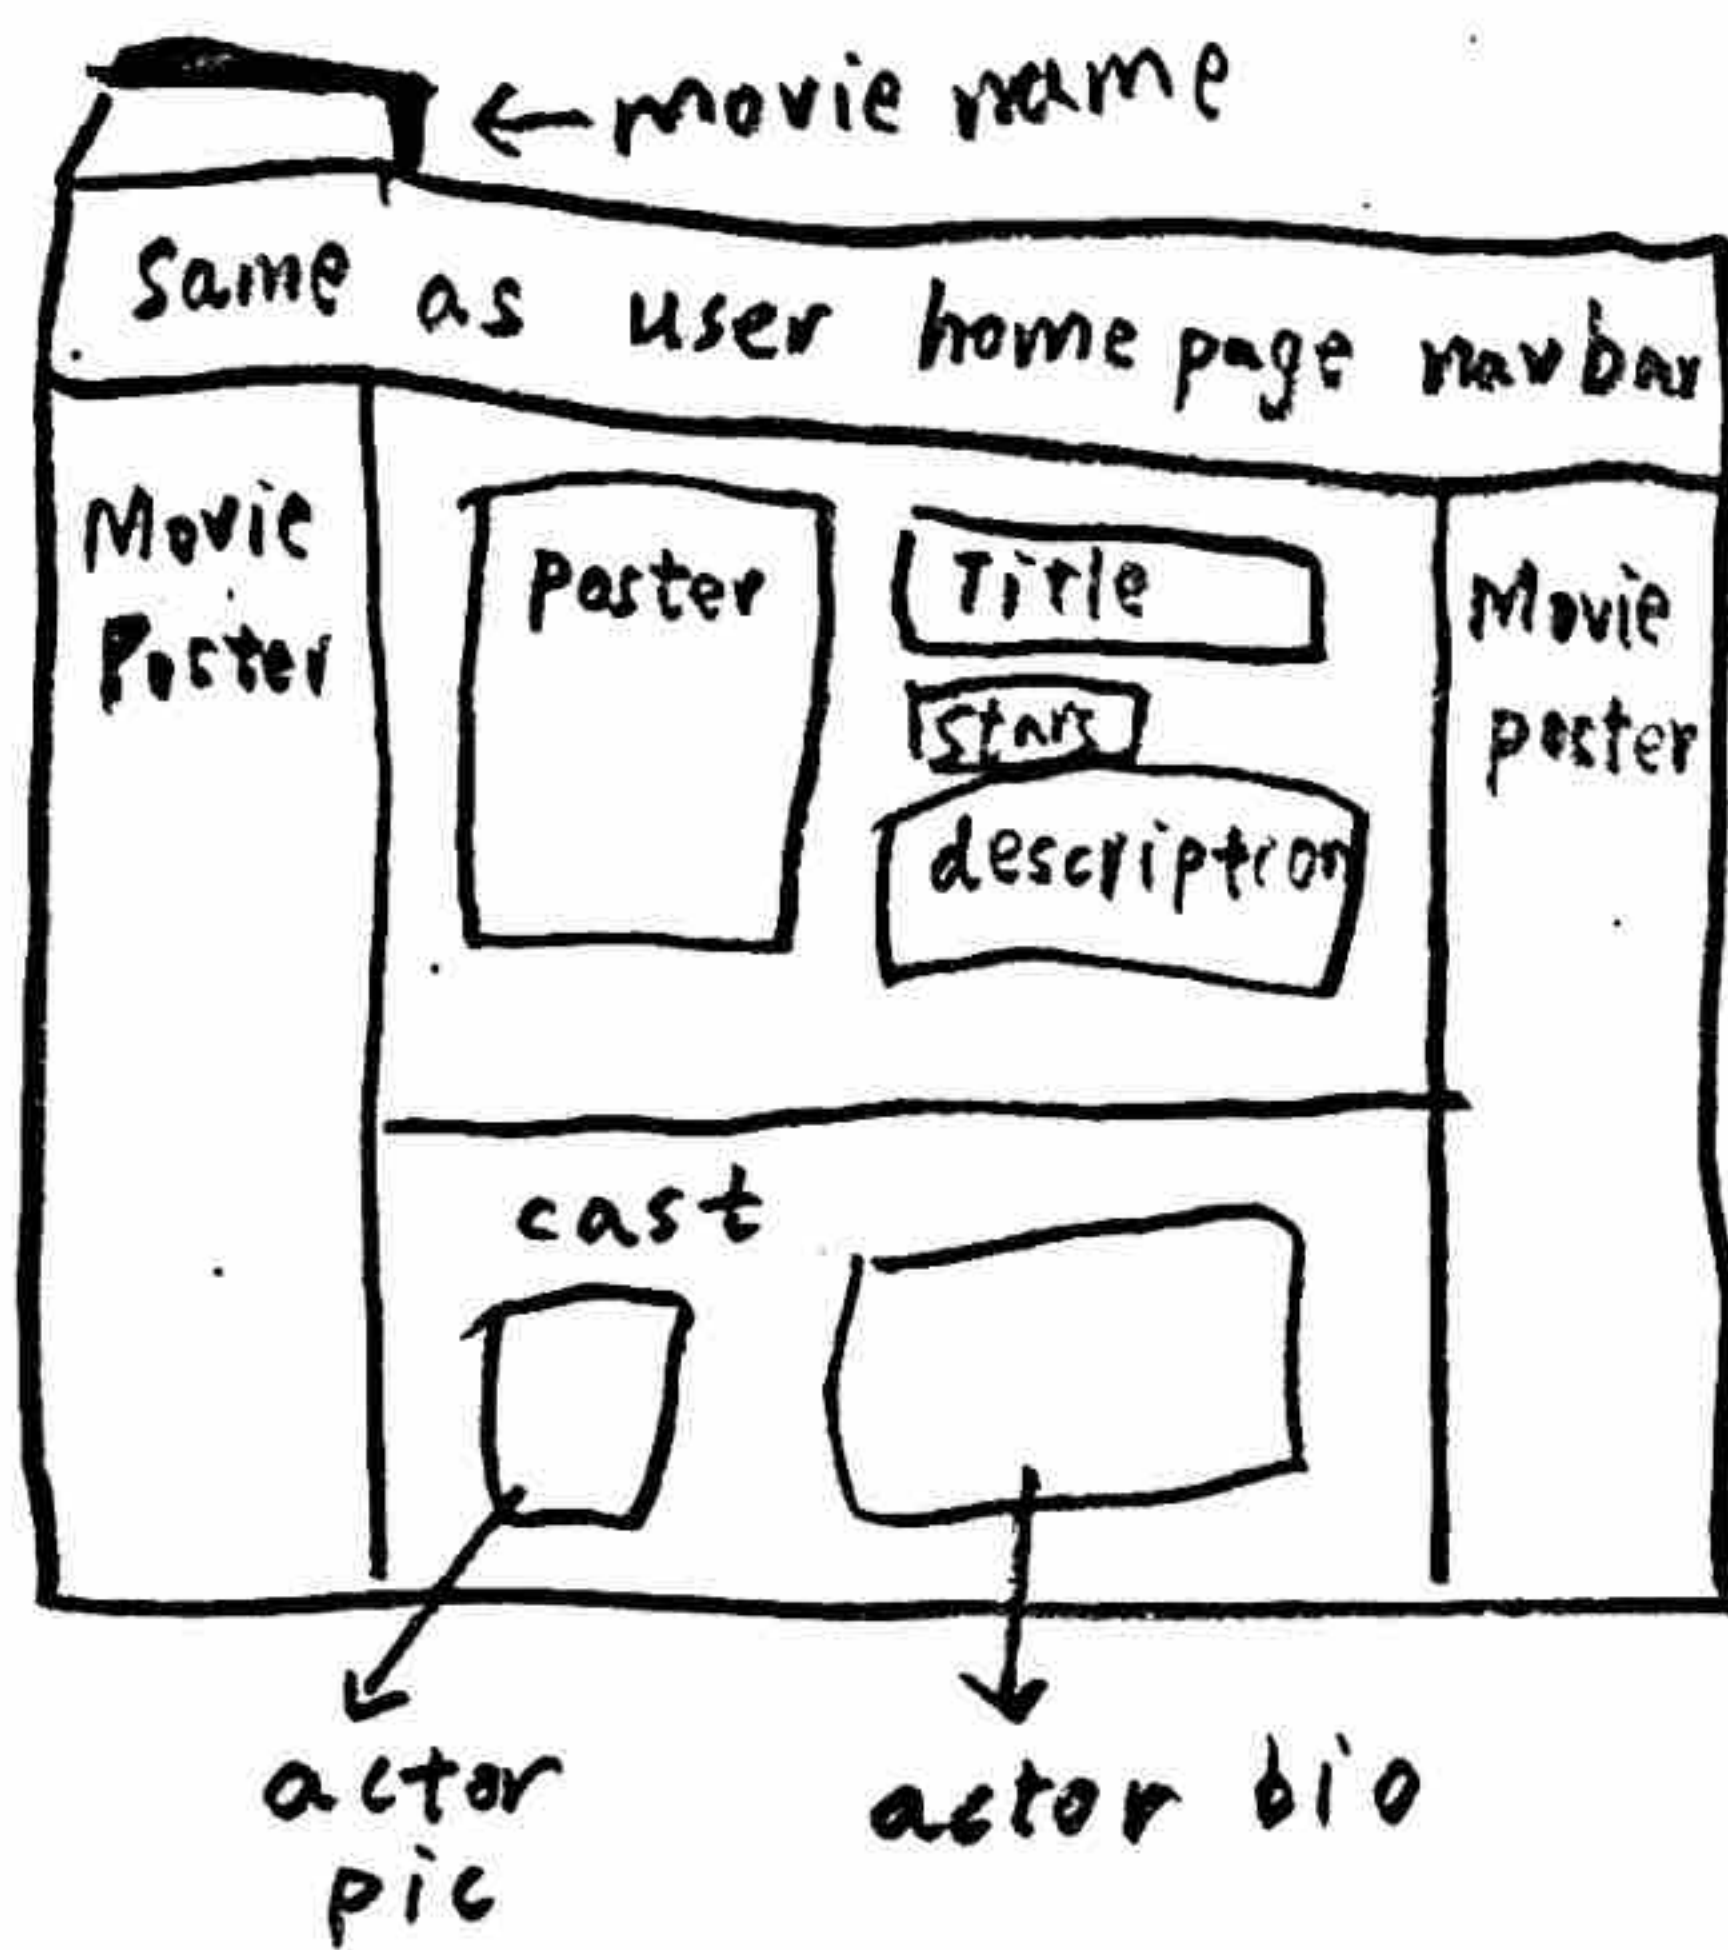 ← movie name
same as user home page navbar
Movie
Poster
Poster
Title
stars
description
Movie
poster
cast
actor
pic
actor bio